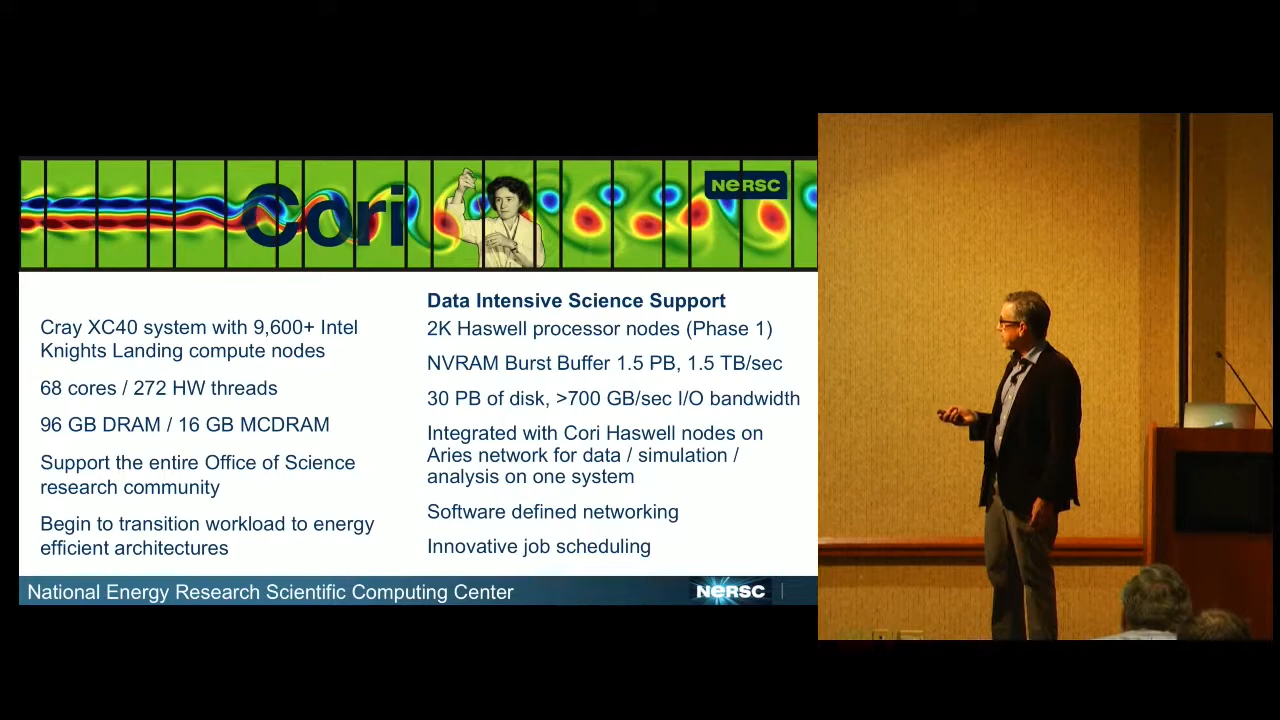 Cori
NERSC
Cray XC40 system with 9,600+ Intel
Knights Landing compute nodes
68 cores / 272 HW threads
96 GB DRAM / 16 GB MCDRAM
Support the entire Office of Science
research community
Begin to transition workload to energy
efficient architectures
Data Intensive Science Support
2K Haswell processor nodes (Phase 1)
NVRAM Burst Buffer 1.5 PB, 1.5 TB/sec
30 PB of disk, >700 GB/sec I/O bandwidth
Integrated with Cori Haswell nodes on
Aries network for data / simulation /
analysis on one system
Software defined networking
Innovative job scheduling
National Energy Research Scientific Computing Center
NERSC